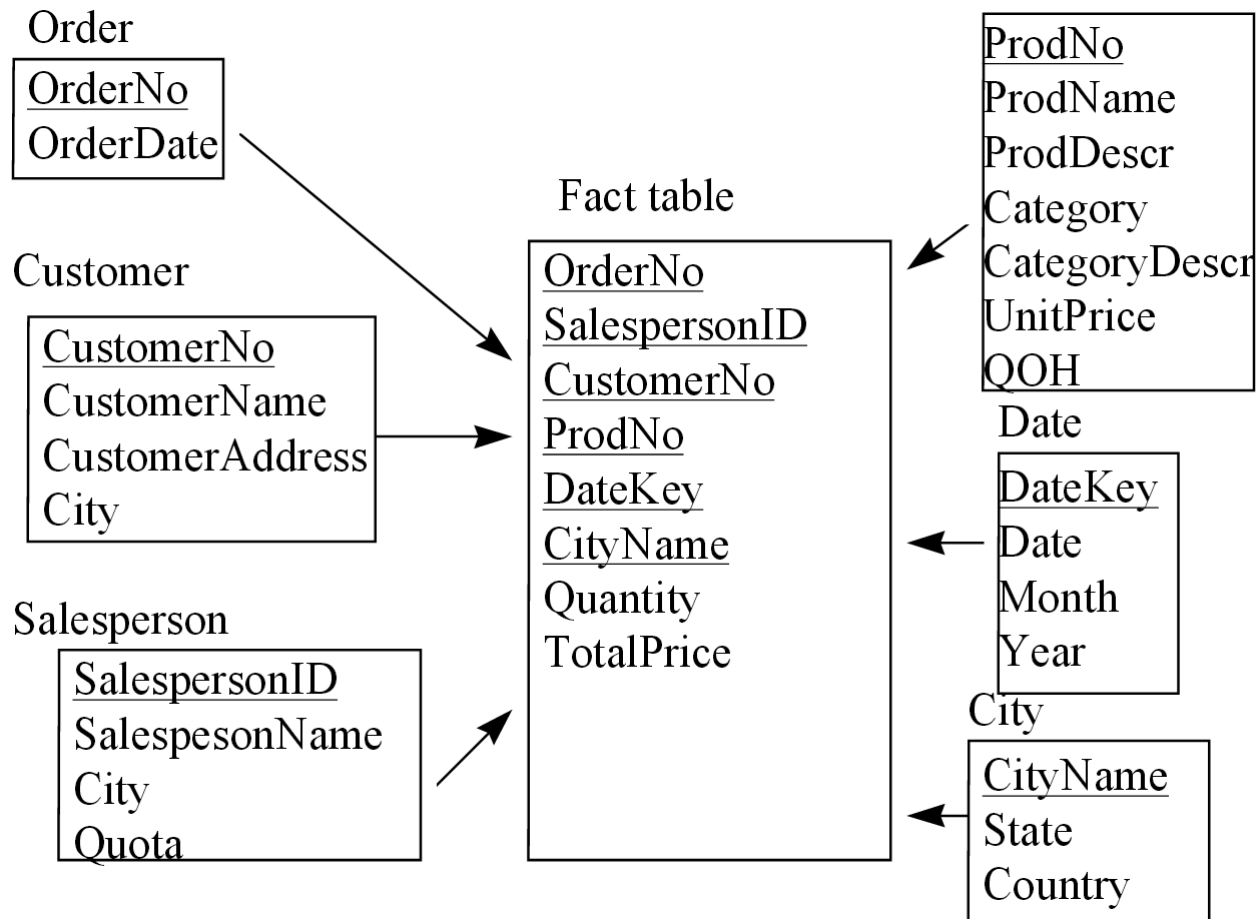 Order
OrderNo
OrderDate
Customer
CustomerNo
CustomerName
CustomerAddress
City
Salesperson
SalespersonID
SalespesonName
City
Quota
Fact table
OrderNo
SalespersonID
CustomerNo
ProdNo
DateKey
CityName
Quantity
TotalPrice
ProdNo
ProdName
ProdDescr
Category
CategoryDescr
UnitPrice
QOH
Date
DateKey
Date
Month
Year
City
CityName
State
Country